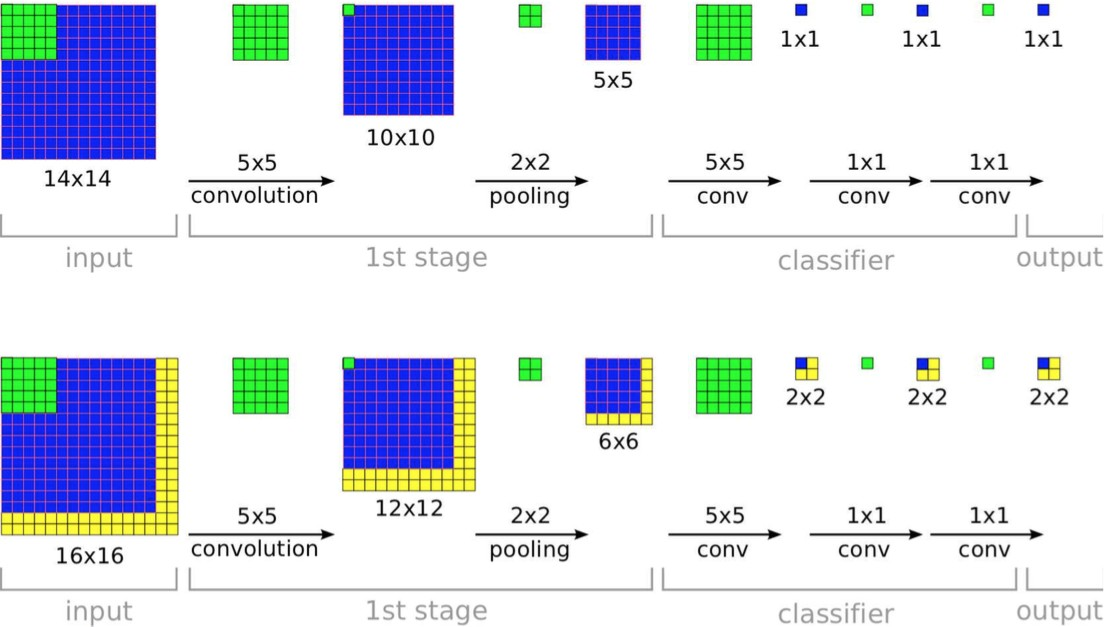 1x1
1x1
1x1
5x5
10x10
14x14
5x5
convolution
2x2
pooling
5x5
conv
1x1
conv
1x1
conv
input
1st stage
classifier
output
2x2
2x2
2x2
6x6
12x12
16x16
5x5
convolution
2x2
pooling
5x5
conv
1x1
conv
1x1
conv
input
1st stage
classifier
output